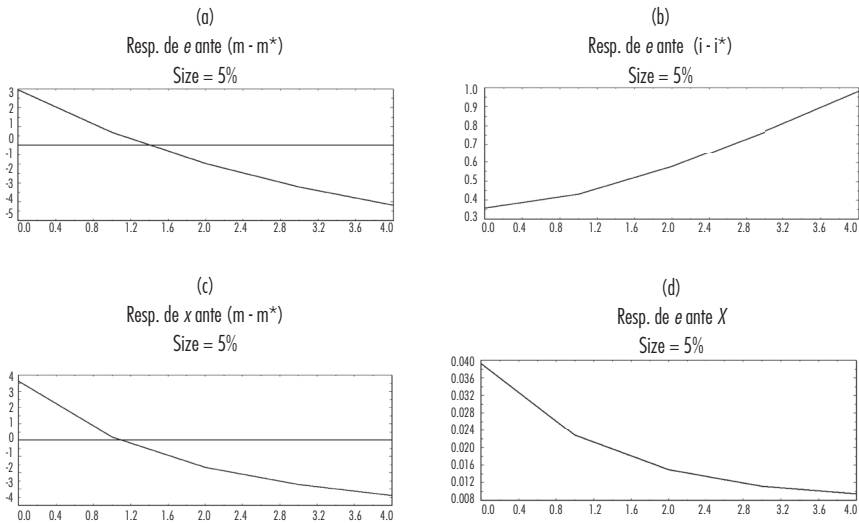 (a)
Resp. de e ante (m - m*)
Size = 5%
3
2
1
0
-1
-2
-3
-4
-5
0.0 0.4 0.8 1.2 1.6 2.0 2.4 2.8 3.2 3.6 4.0
(b)
Resp. de e ante (i - i*)
Size = 5%
1.0
0.9
0.8
0.7
0.6
0.5
0.4
0.3
0.0 0.4 0.8 1.2 1.6 2.0 2.4 2.8 3.2 3.6 4.0
(c)
Resp. de x ante (m - m*)
Size = 5%
4
3
2
1
0
-1
-2
-3
-4
0.0 0.4 0.8 1.2 1.6 2.0 2.4 2.8 3.2 3.6 4.0
(d)
Resp. de e ante X
Size = 5%
0.040
0.036
0.028
0.024
0.020
0.016
0.012
0.008
0.0 0.4 0.8 1.2 1.6 2.0 2.4 2.8 3.2 3.6 4.0